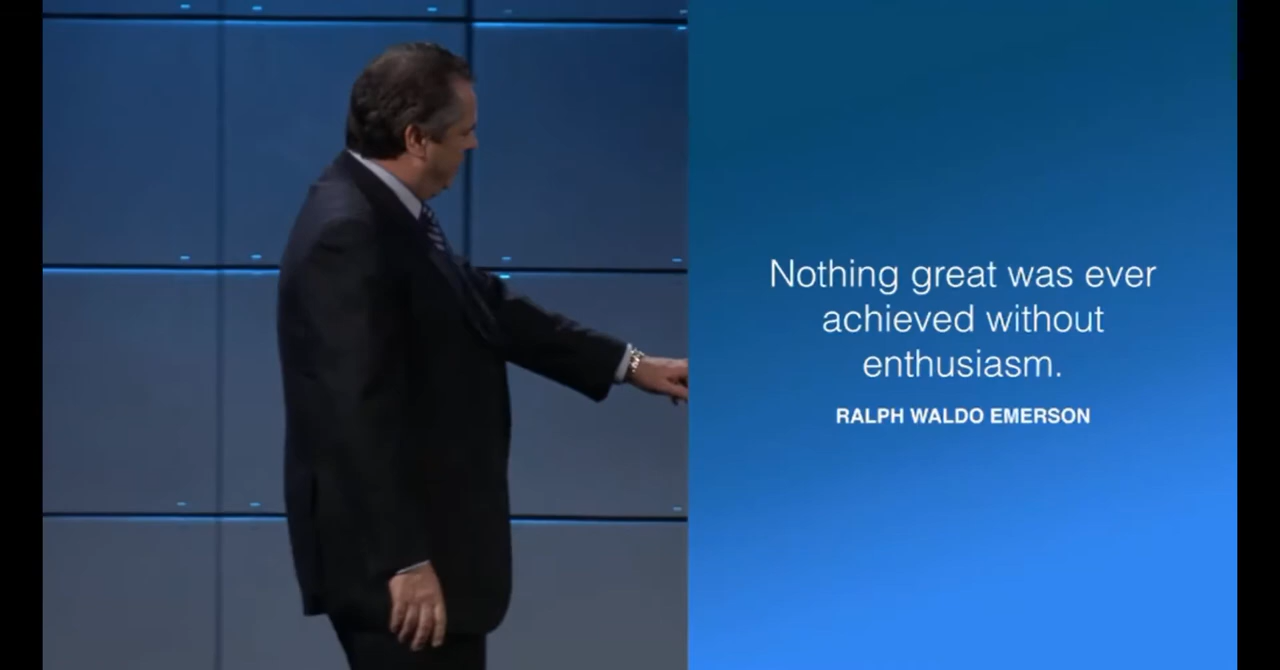 Nothing great was ever
achieved without
enthusiasm.
RALPH WALDO EMERSON